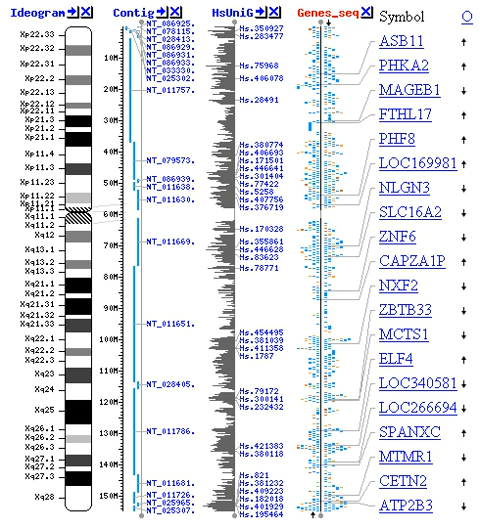 Ideogram Contig HsUniG Genes_seq Symbol O
Xp22.33
Xp22.32
Xp22.31
Xp22.2
Xp22.13
Xp22.12
Xp22.11
Xp21.3
Xp21.2
Xp21.1
Xp11.4
Xp11.3
Xp11.23
Xp11.22
Xp11.21
Xp11.1
Xq11.1
Xq11.2
Xq12
Xq13.1
Xq13.2
Xq13.3
Xq21.1
Xq21.2
Xq21.31
Xq21.32
Xq21.33
Xq22.1
Xq22.2
Xq22.3
Xq23
Xq24
Xq25
Xq26.1
Xq26.2
Xq26.3
Xq27.1
Xq27.2
Xq27.3
Xq28
10M
20M
30M
40M
50M
60M
70M
80M
90M
100M
110M
120M
130M
140M
150M
NT_086925.
NT_078115.
NT_028413.
NT_086929.
NT_086931.
NT_086933.
NT_033330.
NT_025302.
NT_011757.
NT_079573.
NT_086939.
NT_011638.
NT_011630.
NT_011669.
NT_011651.
NT_028405.
NT_011786.
NT_011681.
NT_011726.
NT_025965.
NT_025307.
Hs.350927
Hs.283477
Hs.75968
Hs.406078
Hs.28491
Hs.380774
Hs.406693
Hs.171501
Hs.446641
Hs.381404
Hs.77422
Hs.5258
Hs.407756
Hs.376719
Hs.170328
Hs.355861
Hs.446628
Hs.83623
Hs.78771
Hs.454495
Hs.381039
Hs.411358
Hs.1787
Hs.79172
Hs.300141
Hs.232432
Hs.421383
Hs.380118
Hs.821
Hs.381232
Hs.409223
Hs.182018
Hs.401929
Hs.195464
ASB11
PHKA2
MAGEB1
FTHL17
PHF8
LOC169981
NLGN3
SLC16A2
ZNF6
CAPZA1P
NXF2
ZBTB33
MCTS1
ELF4
LOC340581
LOC266694
SPANXC
MTMR1
CETN2
ATP2B3